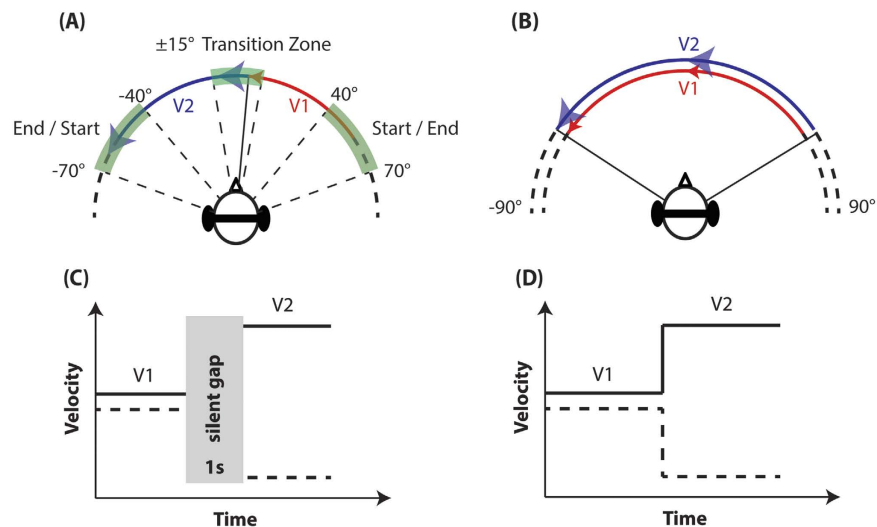 (A)
±15° Transition Zone
-40°
V2
V1
40°
End / Start
Start / End
-70°
70°
(B)
V2
V1
-90°
90°
(C)
V2
V1
silent gap
1s
Velocity
Time
(D)
V2
V1
Velocity
Time